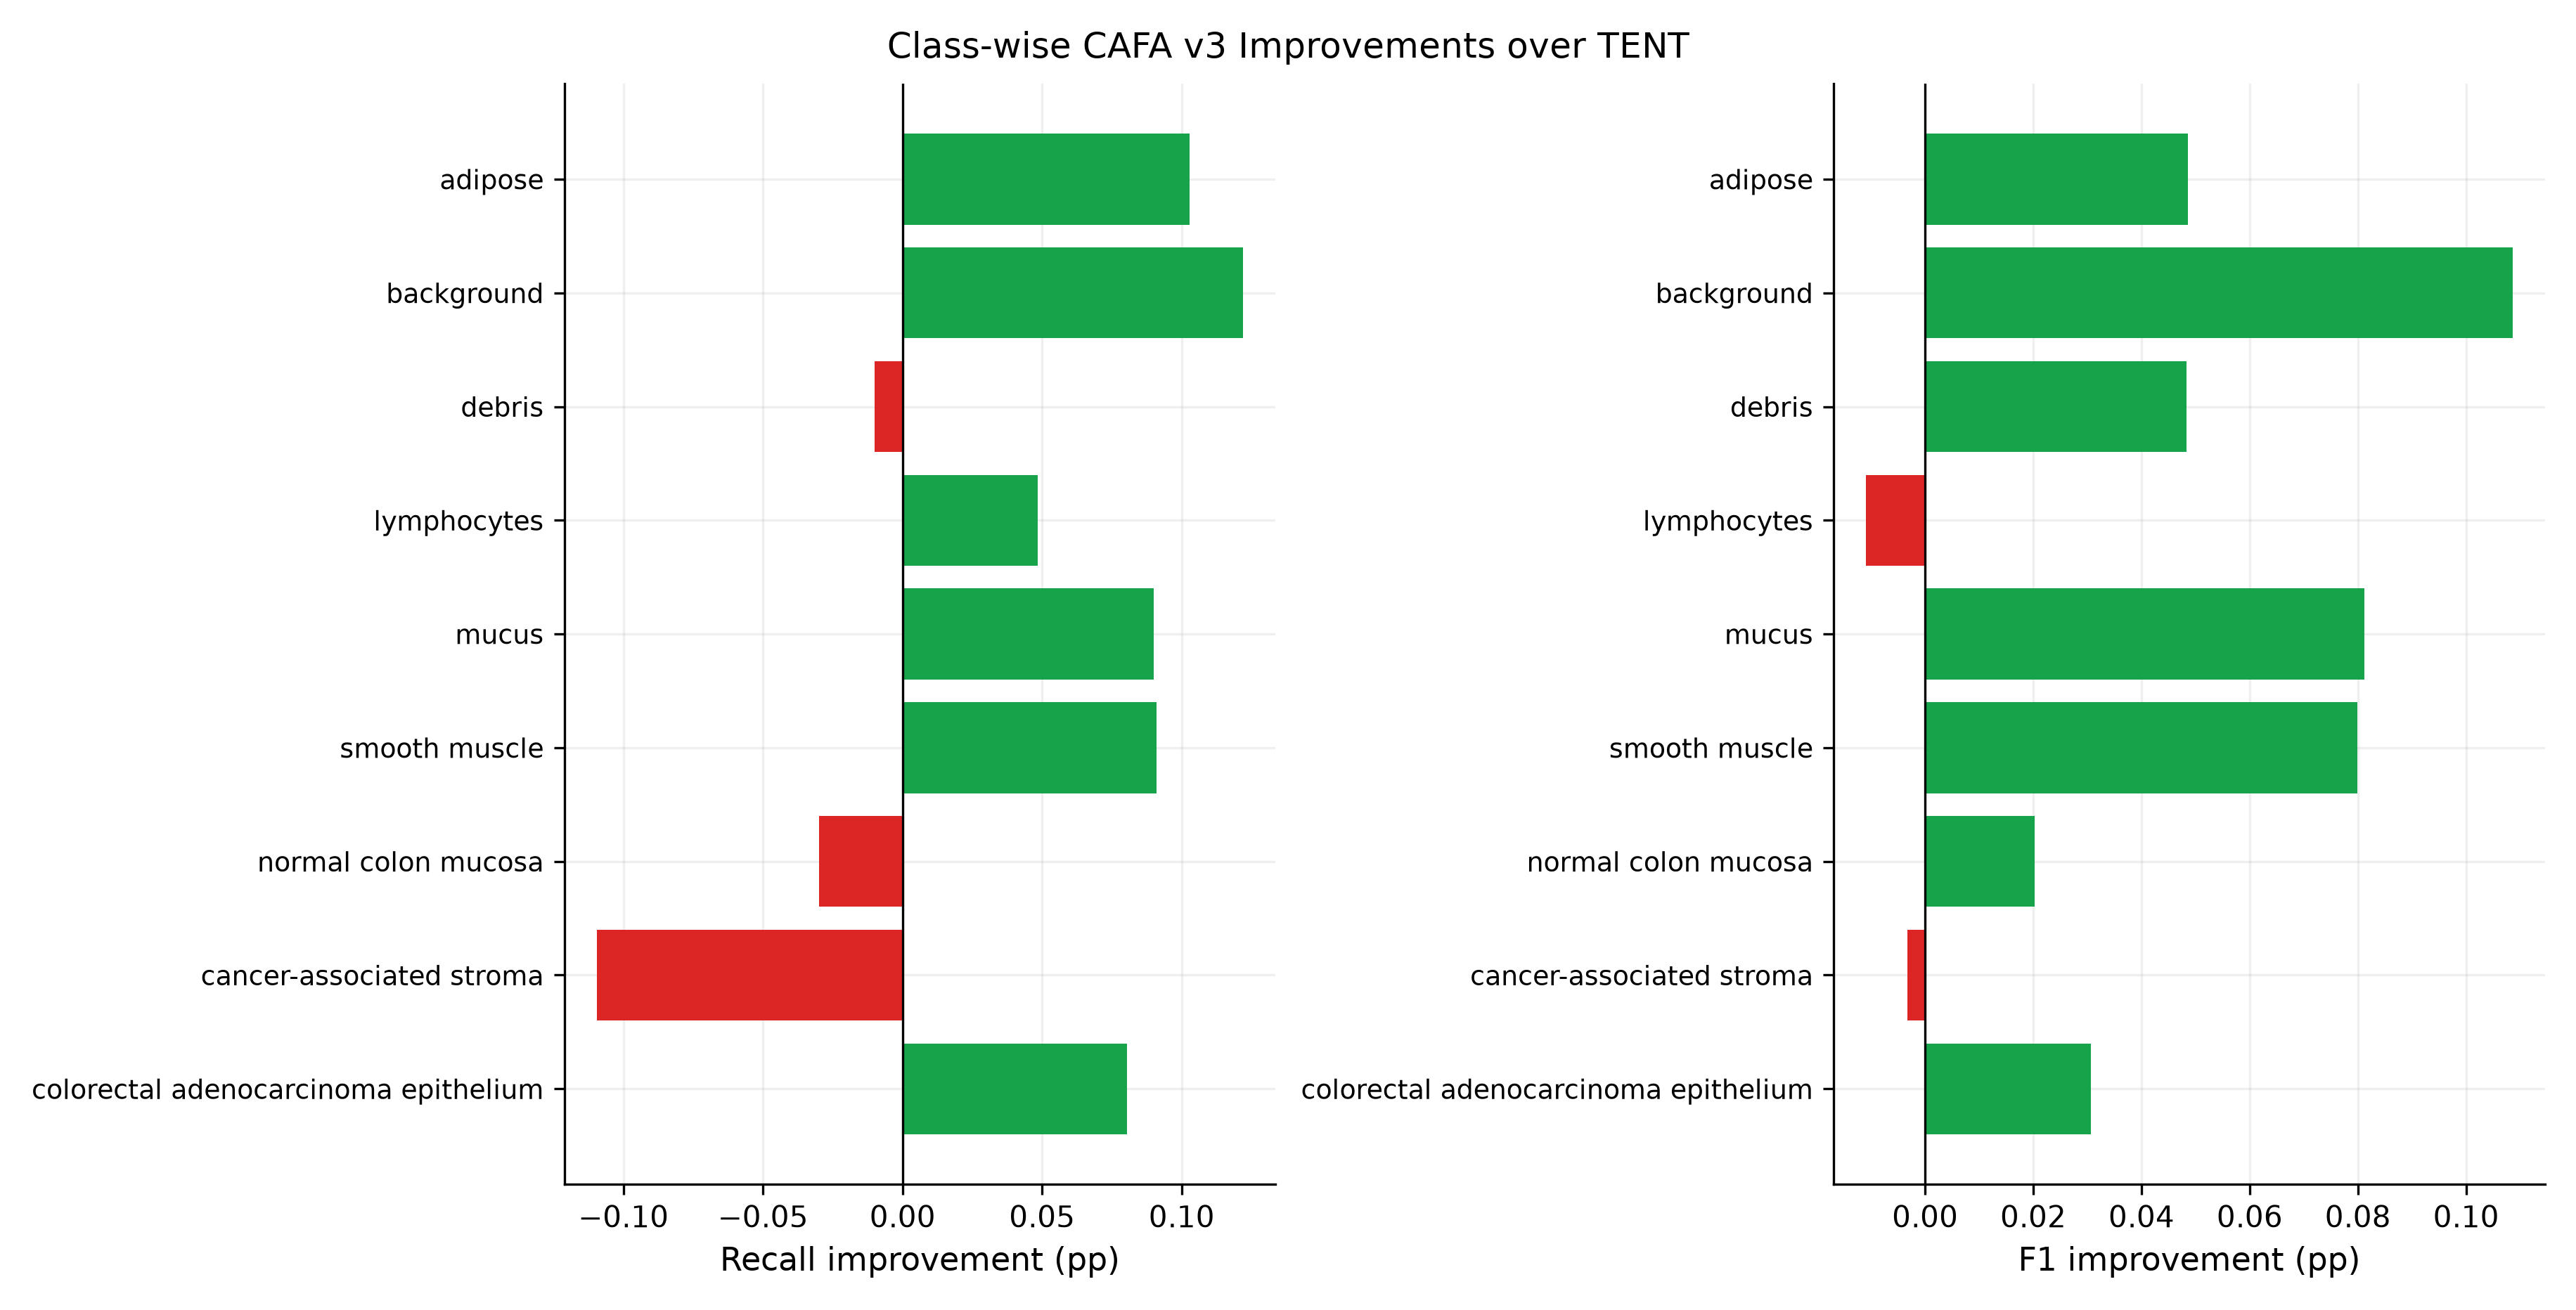 Class-wise CAFA v3 Improvements over TENT
adipose
background
debris
lymphocytes
mucus
smooth muscle
normal colon mucosa
cancer-associated stroma
colorectal adenocarcinoma epithelium
−0.10 −0.05 0.00 0.05 0.10
Recall improvement (pp)
adipose
background
debris
lymphocytes
mucus
smooth muscle
normal colon mucosa
cancer-associated stroma
colorectal adenocarcinoma epithelium
0.00 0.02 0.04 0.06 0.08 0.10
F1 improvement (pp)